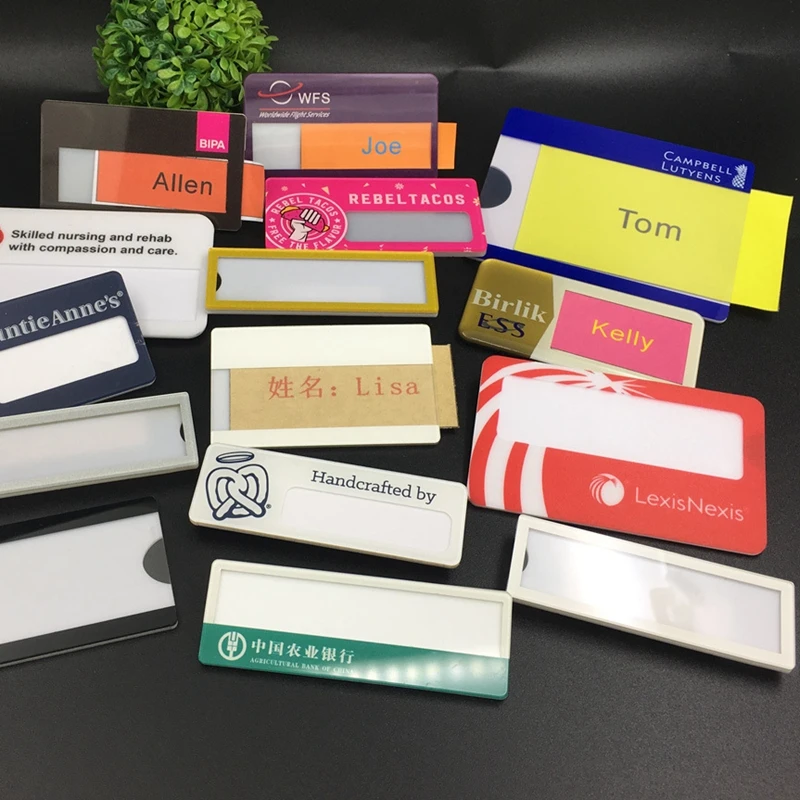 BIPA
Allen
WFS
Worldwide Flight Services
Joe
CAMPBELL
LUTYENS
Tom
REBEL TACOS
FREE THE FLAVOR
REBELTACOS
Skilled nursing and rehab
with compassion and care.
ntieAnne's®
Birlik
ESS
Kelly
姓名：Lisa
Handcrafted by
LexisNexis®
中国农业银行
AGRICULTURAL BANK OF CHINA